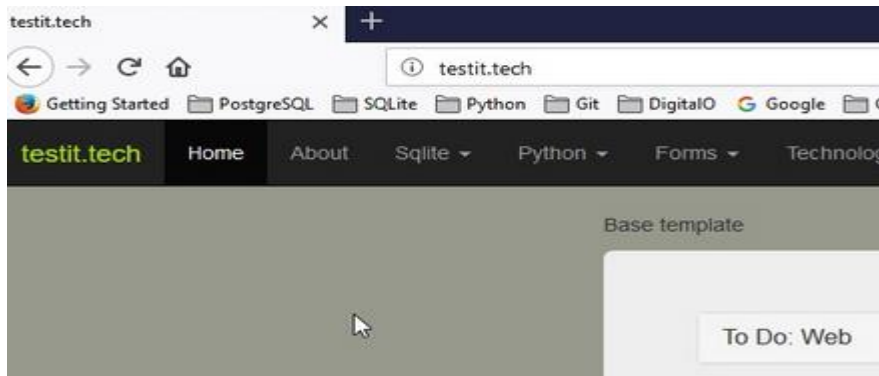 testit.tech
testit.tech
Getting Started PostgreSQL SQLite Python Git DigitalO Google
testit.tech Home About Sqlite Python Forms
Base template
To Do: Web